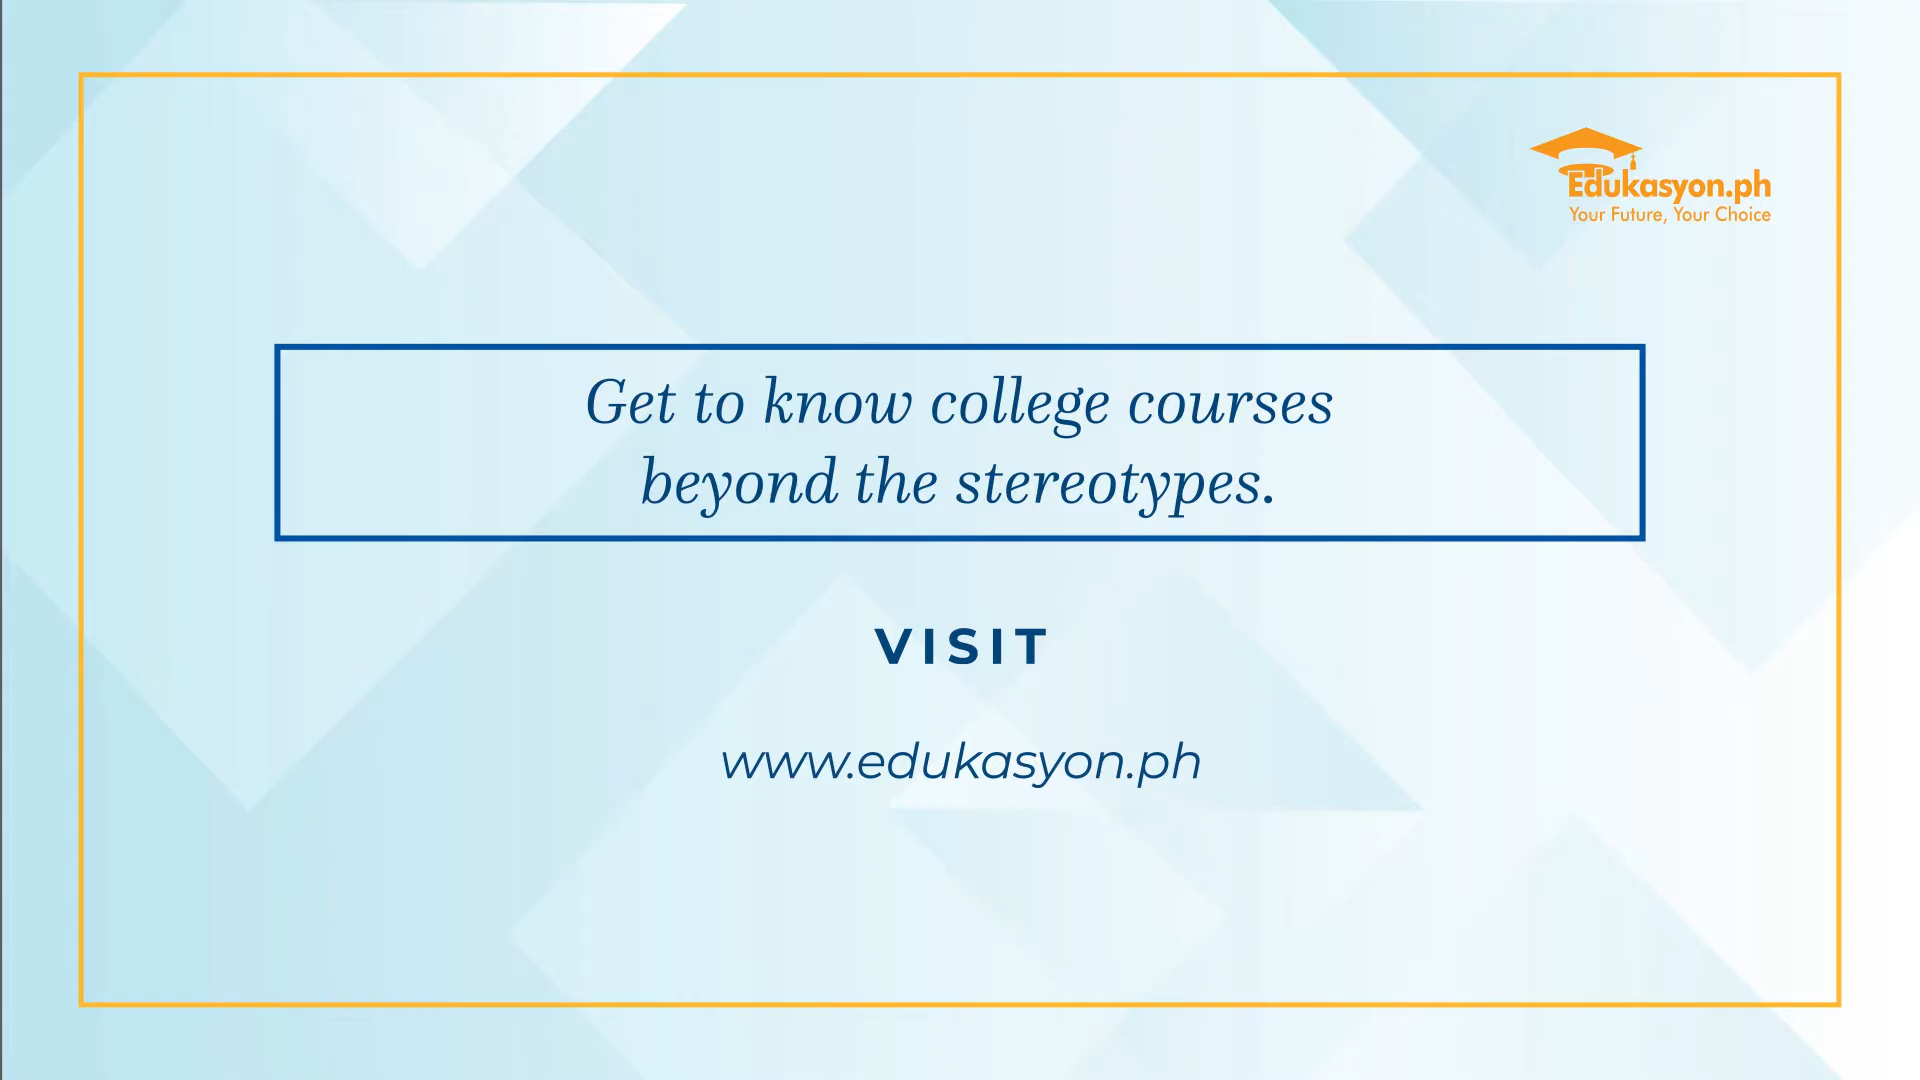 Edukasyon.ph
Your Future, Your Choice
Get to know college courses
beyond the stereotypes.
VISIT
www.edukasyon.ph